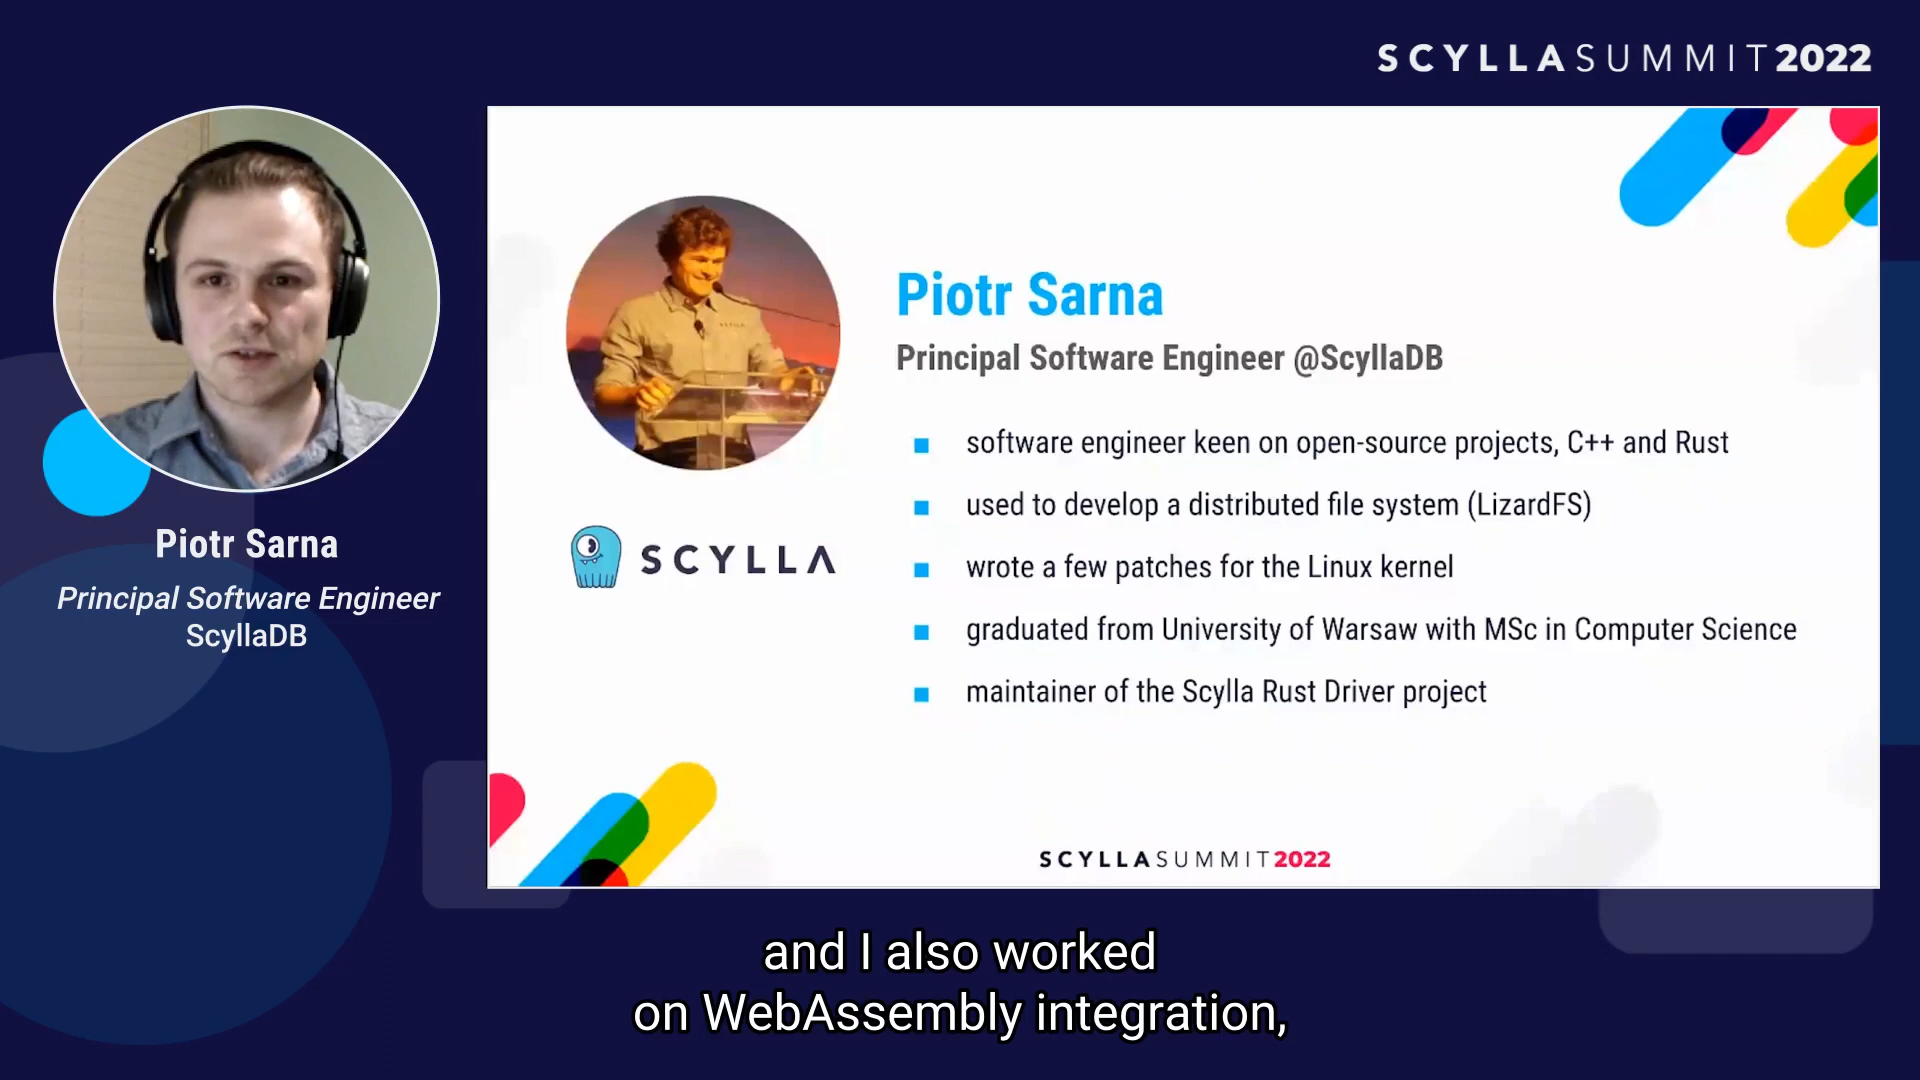 SCYLLASUMMIT2022
Piotr Sarna
Principal Software Engineer
ScyllaDB
Piotr Sarna
Principal Software Engineer @ScyllaDB
software engineer keen on open-source projects, C++ and Rust
used to develop a distributed file system (LizardFS)
wrote a few patches for the Linux kernel
graduated from University of Warsaw with MSc in Computer Science
maintainer of the Scylla Rust Driver project
SCYLLA
SCYLLA
SCYLLASUMMIT2022
and I also worked
on WebAssembly integration,